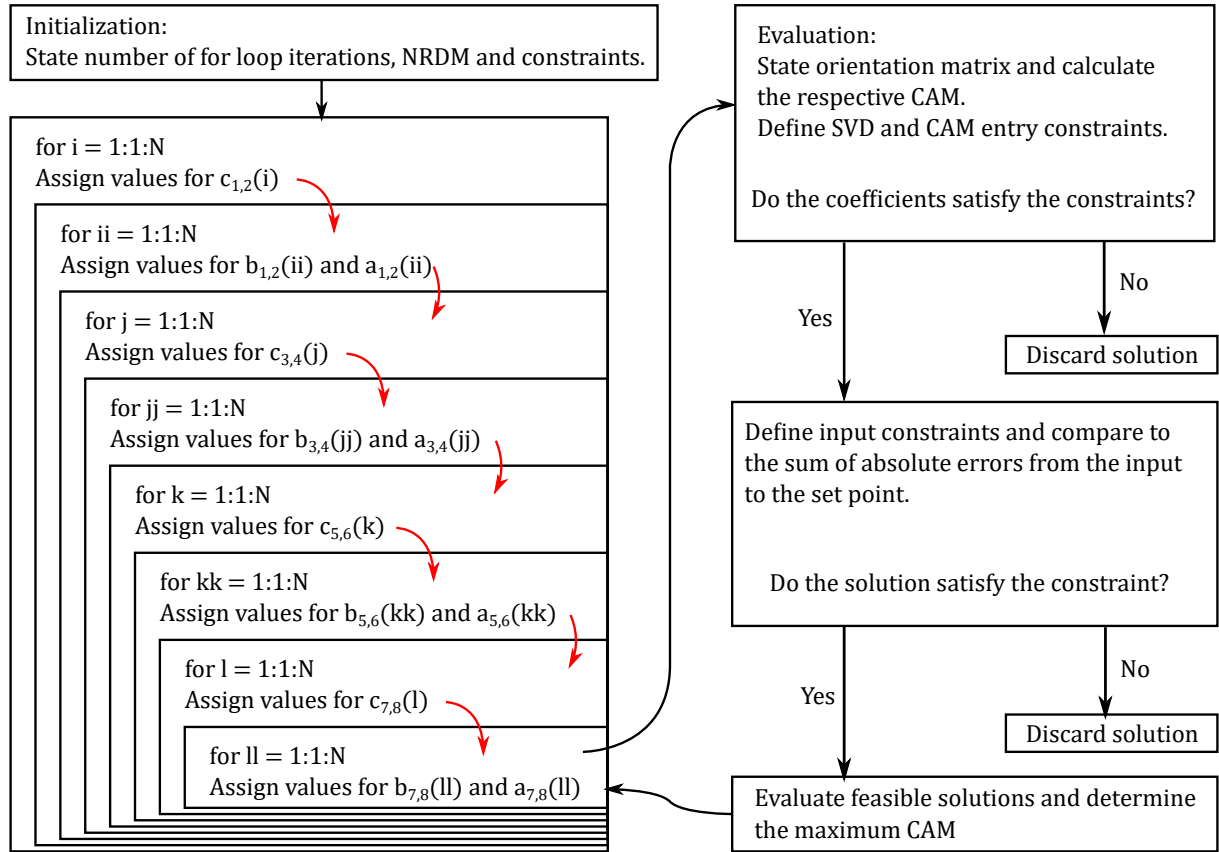 Initialization:
State number of for loop iterations, NRDM and constraints.
for i = 1:1:N
Assign values for c1,2(i)
for ii = 1:1:N
Assign values for b1,2(ii) and a1,2(ii)
for j = 1:1:N
Assign values for c3,4(j)
for jj = 1:1:N
Assign values for b3,4(jj) and a3,4(jj)
for k = 1:1:N
Assign values for c5,6(k)
for kk = 1:1:N
Assign values for b5,6(kk) and a5,6(kk)
for l = 1:1:N
Assign values for c7,8(l)
for ll = 1:1:N
Assign values for b7,8(ll) and a7,8(ll)
Evaluation:
State orientation matrix and calculate
the respective CAM.
Define SVD and CAM entry constraints.
Do the coefficients satisfy the constraints?
Yes
No
Discard solution
Define input constraints and compare to
the sum of absolute errors from the input
to the set point.
Do the solution satisfy the constraint?
Yes
No
Discard solution
Evaluate feasible solutions and determine
the maximum CAM